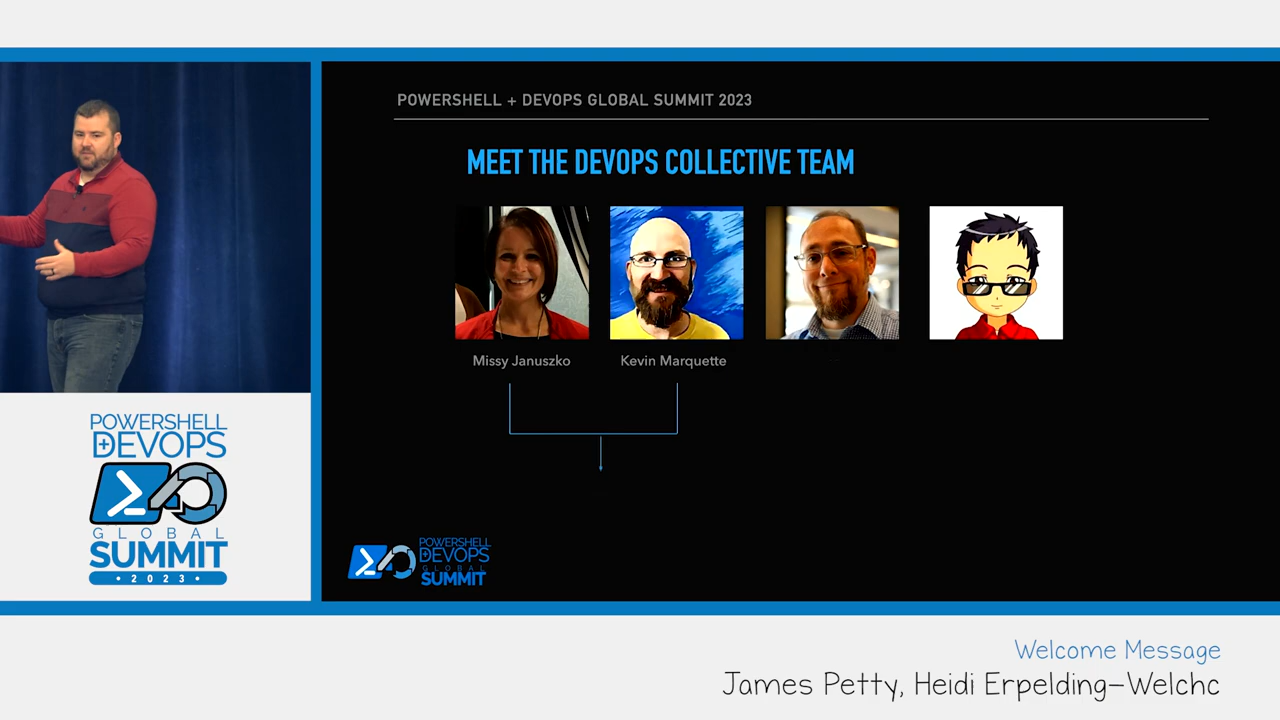 POWERSHELL + DEVOPS GLOBAL SUMMIT 2023
MEET THE DEVOPS COLLECTIVE TEAM
Missy Januszko
Kevin Marquette
POWERSHELL
+ DEVOPS
GLOBAL
SUMMIT
• 2023 •
POWERSHELL
+ DEVOPS
GLOBAL
SUMMIT
Welcome Message
James Petty, Heidi Erpelding-Welchc